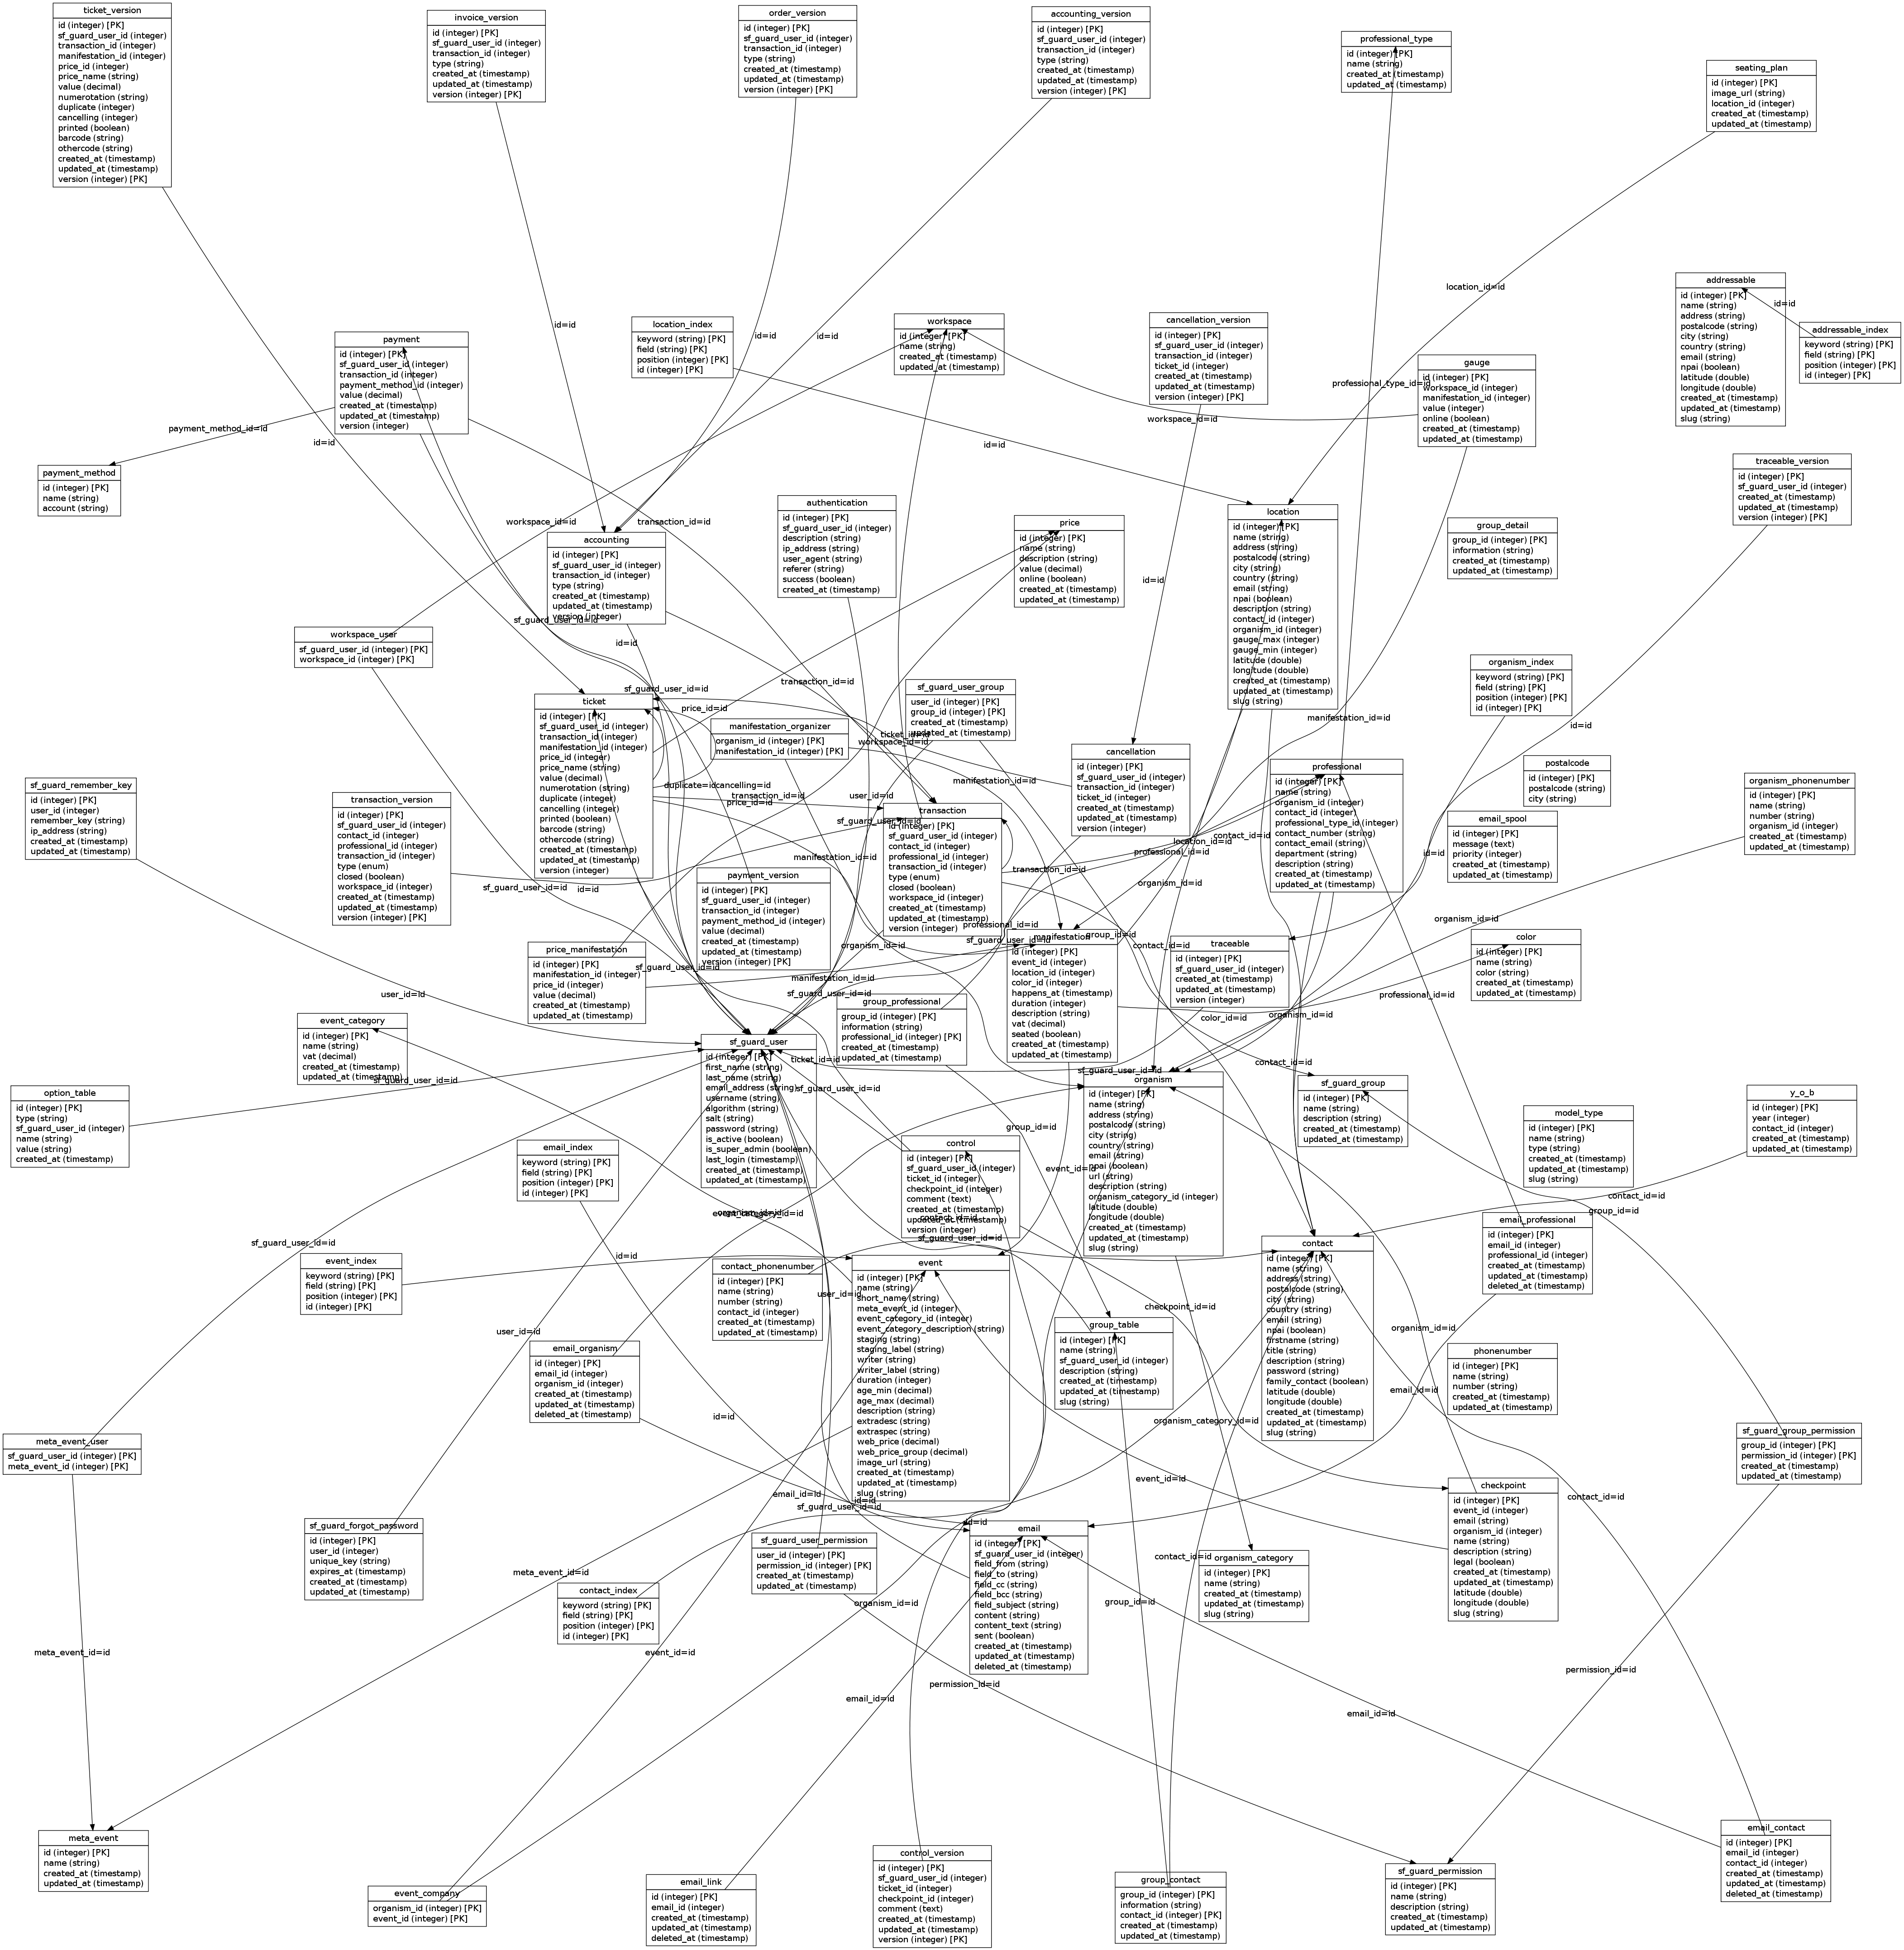 ticket_version
id (integer) [PK]
sf_guard_user_id (integer)
transaction_id (integer)
manifestation_id (integer)
price_id (integer)
price_name (string)
value (decimal)
numerotation (string)
duplicate (integer)
cancelling (integer)
printed (boolean)
barcode (string)
othercode (string)
created_at (timestamp)
updated_at (timestamp)
version (integer) [PK]
invoice_version
id (integer) [PK]
sf_guard_user_id (integer)
transaction_id (integer)
type (string)
created_at (timestamp)
updated_at (timestamp)
version (integer) [PK]
order_version
id (integer) [PK]
sf_guard_user_id (integer)
transaction_id (integer)
type (string)
created_at (timestamp)
updated_at (timestamp)
version (integer) [PK]
accounting_version
id (integer) [PK]
sf_guard_user_id (integer)
transaction_id (integer)
type (string)
created_at (timestamp)
updated_at (timestamp)
version (integer) [PK]
professional_type
id (integer) [PK]
name (string)
created_at (timestamp)
updated_at (timestamp)
seating_plan
id (integer) [PK]
image_url (string)
location_id (integer)
created_at (timestamp)
updated_at (timestamp)
location_id=id
addressable
id (integer) [PK]
name (string)
address (string)
postalcode (string)
city (string)
country (string)
email (string)
npai (boolean)
latitude (double)
longitude (double)
created_at (timestamp)
updated_at (timestamp)
slug (string)
id=id
addressable_index
keyword (string) [PK]
field (string) [PK]
position (integer) [PK]
id (integer) [PK]
payment
id (integer) [PK]
sf_guard_user_id (integer)
transaction_id (integer)
payment_method_id (integer)
value (decimal)
created_at (timestamp)
updated_at (timestamp)
version (integer)
id=id
location_index
keyword (string) [PK]
field (string) [PK]
position (integer) [PK]
id (integer) [PK]
id=id
id=id
workspace
id (integer) [PK]
name (string)
created_at (timestamp)
updated_at (timestamp)
cancellation_version
id (integer) [PK]
sf_guard_user_id (integer)
transaction_id (integer)
ticket_id (integer)
created_at (timestamp)
updated_at (timestamp)
version (integer) [PK]
professional_type_id=id
gauge
id (integer) [PK]
workspace_id (integer)
manifestation_id (integer)
value (integer)
online (boolean)
created_at (timestamp)
updated_at (timestamp)
workspace_id=id
payment_method_id=id
id=id
id=id
payment_method
id (integer) [PK]
name (string)
account (string)
traceable_version
id (integer) [PK]
sf_guard_user_id (integer)
created_at (timestamp)
updated_at (timestamp)
version (integer) [PK]
workspace_id=id
transaction_id=id
authentication
id (integer) [PK]
sf_guard_user_id (integer)
description (string)
ip_address (string)
user_agent (string)
referer (string)
success (boolean)
created_at (timestamp)
price
id (integer) [PK]
name (string)
description (string)
value (decimal)
online (boolean)
created_at (timestamp)
updated_at (timestamp)
location
id (integer) [PK]
name (string)
address (string)
postalcode (string)
city (string)
country (string)
email (string)
npai (boolean)
description (string)
contact_id (integer)
organism_id (integer)
gauge_max (integer)
gauge_min (integer)
latitude (double)
longitude (double)
created_at (timestamp)
updated_at (timestamp)
slug (string)
group_detail
group_id (integer) [PK]
information (string)
created_at (timestamp)
updated_at (timestamp)
accounting
id (integer) [PK]
sf_guard_user_id (integer)
transaction_id (integer)
type (string)
created_at (timestamp)
updated_at (timestamp)
version (integer)
id=id
sf_guard_user_id=id
id=id
workspace_user
sf_guard_user_id (integer) [PK]
workspace_id (integer) [PK]
organism_index
keyword (string) [PK]
field (string) [PK]
position (integer) [PK]
id (integer) [PK]
transaction_id=id
sf_guard_user_id=id
price_id=id
sf_guard_user_group
user_id (integer) [PK]
group_id (integer) [PK]
created_at (timestamp)
updated_at (timestamp)
ticket_id=id
workspace_id=id
manifestation_id=id
id=id
ticket
id (integer) [PK]
sf_guard_user_id (integer)
transaction_id (integer)
manifestation_id (integer)
price_id (integer)
price_name (string)
value (decimal)
numerotation (string)
duplicate (integer)
cancelling (integer)
printed (boolean)
barcode (string)
othercode (string)
created_at (timestamp)
updated_at (timestamp)
version (integer)
manifestation_organizer
organism_id (integer) [PK]
manifestation_id (integer) [PK]
cancellation
id (integer) [PK]
sf_guard_user_id (integer)
transaction_id (integer)
ticket_id (integer)
created_at (timestamp)
updated_at (timestamp)
version (integer)
professional
id (integer) [PK]
name (string)
organism_id (integer)
contact_id (integer)
professional_type_id (integer)
contact_number (string)
contact_email (string)
department (string)
description (string)
created_at (timestamp)
updated_at (timestamp)
postalcode
id (integer) [PK]
postalcode (string)
city (string)
organism_phonenumber
id (integer) [PK]
name (string)
number (string)
organism_id (integer)
created_at (timestamp)
updated_at (timestamp)
sf_guard_remember_key
id (integer) [PK]
user_id (integer)
remember_key (string)
ip_address (string)
created_at (timestamp)
updated_at (timestamp)
transaction_version
id (integer) [PK]
sf_guard_user_id (integer)
contact_id (integer)
professional_id (integer)
transaction_id (integer)
type (enum)
closed (boolean)
workspace_id (integer)
created_at (timestamp)
updated_at (timestamp)
version (integer) [PK]
manifestation_id=id
duplicate=id
cancelling=id
transaction_id=id
price_id=id
user_id=id
sf_guard_user_id=id
transaction
id (integer) [PK]
sf_guard_user_id (integer)
contact_id (integer)
professional_id (integer)
transaction_id (integer)
type (enum)
closed (boolean)
workspace_id (integer)
created_at (timestamp)
updated_at (timestamp)
version (integer)
email_spool
id (integer) [PK]
message (text)
priority (integer)
created_at (timestamp)
updated_at (timestamp)
contact_id=id
location_id=id
professional_id=id
id=id
manifestation_id=id
transaction_id=id
organism_id=id
sf_guard_user_id=id
id=id
payment_version
id (integer) [PK]
sf_guard_user_id (integer)
transaction_id (integer)
payment_method_id (integer)
value (decimal)
created_at (timestamp)
updated_at (timestamp)
version (integer) [PK]
organism_id=id
professional_id=id
group_id=id
sf_guard_user_id=id
contact_id=id
organism_id=id
manifestation
id (integer) [PK]
event_id (integer)
location_id (integer)
color_id (integer)
happens_at (timestamp)
duration (integer)
description (string)
vat (decimal)
seated (boolean)
created_at (timestamp)
updated_at (timestamp)
traceable
id (integer) [PK]
sf_guard_user_id (integer)
created_at (timestamp)
updated_at (timestamp)
version (integer)
color
id (integer) [PK]
name (string)
color (string)
created_at (timestamp)
updated_at (timestamp)
price_manifestation
id (integer) [PK]
manifestation_id (integer)
price_id (integer)
value (decimal)
created_at (timestamp)
updated_at (timestamp)
sf_guard_user_id=id
manifestation_id=id
sf_guard_user_id=id
user_id=id
group_professional
group_id (integer) [PK]
information (string)
professional_id (integer) [PK]
created_at (timestamp)
updated_at (timestamp)
professional_id=id
color_id=id
organism_id=id
organism_id=id
event_category
id (integer) [PK]
name (string)
vat (decimal)
created_at (timestamp)
updated_at (timestamp)
sf_guard_user_id=id
sf_guard_user
id (integer) [PK]
first_name (string)
last_name (string)
email_address (string)
username (string)
algorithm (string)
salt (string)
password (string)
is_active (boolean)
is_super_admin (boolean)
last_login (timestamp)
created_at (timestamp)
updated_at (timestamp)
ticket_id=id
sf_guard_user_id=id
sf_guard_user_id=id
contact_id=id
option_table
id (integer) [PK]
type (string)
sf_guard_user_id (integer)
name (string)
value (string)
created_at (timestamp)
organism
id (integer) [PK]
name (string)
address (string)
postalcode (string)
city (string)
country (string)
email (string)
npai (boolean)
url (string)
description (string)
organism_category_id (integer)
latitude (double)
longitude (double)
created_at (timestamp)
updated_at (timestamp)
slug (string)
sf_guard_group
id (integer) [PK]
name (string)
description (string)
created_at (timestamp)
updated_at (timestamp)
model_type
id (integer) [PK]
name (string)
type (string)
created_at (timestamp)
updated_at (timestamp)
slug (string)
y_o_b
id (integer) [PK]
year (integer)
contact_id (integer)
created_at (timestamp)
updated_at (timestamp)
email_index
keyword (string) [PK]
field (string) [PK]
position (integer) [PK]
id (integer) [PK]
control
id (integer) [PK]
sf_guard_user_id (integer)
ticket_id (integer)
checkpoint_id (integer)
comment (text)
created_at (timestamp)
updated_at (timestamp)
version (integer)
group_id=id
event_id=id
contact_id=id
group_id=id
organism_id=id
event_category_id=id
contact_id=id
sf_guard_user_id=id
sf_guard_user_id=id
id=id
event_index
keyword (string) [PK]
field (string) [PK]
position (integer) [PK]
id (integer) [PK]
contact_phonenumber
id (integer) [PK]
name (string)
number (string)
contact_id (integer)
created_at (timestamp)
updated_at (timestamp)
user_id=id
event
id (integer) [PK]
name (string)
short_name (string)
meta_event_id (integer)
event_category_id (integer)
event_category_description (string)
staging (string)
staging_label (string)
writer (string)
writer_label (string)
duration (integer)
age_min (decimal)
age_max (decimal)
description (string)
extradesc (string)
extraspec (string)
web_price (decimal)
web_price_group (decimal)
image_url (string)
created_at (timestamp)
updated_at (timestamp)
slug (string)
contact
id (integer) [PK]
name (string)
address (string)
postalcode (string)
city (string)
country (string)
email (string)
npai (boolean)
firstname (string)
title (string)
description (string)
password (string)
family_contact (boolean)
latitude (double)
longitude (double)
created_at (timestamp)
updated_at (timestamp)
slug (string)
email_professional
id (integer) [PK]
email_id (integer)
professional_id (integer)
created_at (timestamp)
updated_at (timestamp)
deleted_at (timestamp)
checkpoint_id=id
organism_id=id
user_id=id
group_table
id (integer) [PK]
name (string)
sf_guard_user_id (integer)
description (string)
created_at (timestamp)
updated_at (timestamp)
slug (string)
email_organism
id (integer) [PK]
email_id (integer)
organism_id (integer)
created_at (timestamp)
updated_at (timestamp)
deleted_at (timestamp)
phonenumber
id (integer) [PK]
name (string)
number (string)
created_at (timestamp)
updated_at (timestamp)
email_id=id
id=id
organism_category_id=id
meta_event_user
sf_guard_user_id (integer) [PK]
meta_event_id (integer) [PK]
sf_guard_group_permission
group_id (integer) [PK]
permission_id (integer) [PK]
created_at (timestamp)
updated_at (timestamp)
event_id=id
checkpoint
id (integer) [PK]
event_id (integer)
email (string)
organism_id (integer)
name (string)
description (string)
legal (boolean)
created_at (timestamp)
updated_at (timestamp)
latitude (double)
longitude (double)
slug (string)
email_id=id
id=id
sf_guard_user_id=id
id=id
contact_id=id
sf_guard_forgot_password
id (integer) [PK]
user_id (integer)
unique_key (string)
expires_at (timestamp)
created_at (timestamp)
updated_at (timestamp)
sf_guard_user_permission
user_id (integer) [PK]
permission_id (integer) [PK]
created_at (timestamp)
updated_at (timestamp)
email
id (integer) [PK]
sf_guard_user_id (integer)
field_from (string)
field_to (string)
field_cc (string)
field_bcc (string)
field_subject (string)
content (string)
content_text (string)
sent (boolean)
created_at (timestamp)
updated_at (timestamp)
deleted_at (timestamp)
contact_id=id
organism_category
id (integer) [PK]
name (string)
created_at (timestamp)
updated_at (timestamp)
slug (string)
meta_event_id=id
contact_index
keyword (string) [PK]
field (string) [PK]
position (integer) [PK]
id (integer) [PK]
organism_id=id
group_id=id
meta_event_id=id
event_id=id
permission_id=id
permission_id=id
email_id=id
email_id=id
meta_event
id (integer) [PK]
name (string)
created_at (timestamp)
updated_at (timestamp)
event_company
organism_id (integer) [PK]
event_id (integer) [PK]
email_link
id (integer) [PK]
email_id (integer)
created_at (timestamp)
updated_at (timestamp)
deleted_at (timestamp)
control_version
id (integer) [PK]
sf_guard_user_id (integer)
ticket_id (integer)
checkpoint_id (integer)
comment (text)
created_at (timestamp)
updated_at (timestamp)
version (integer) [PK]
group_contact
group_id (integer) [PK]
information (string)
contact_id (integer) [PK]
created_at (timestamp)
updated_at (timestamp)
sf_guard_permission
id (integer) [PK]
name (string)
description (string)
created_at (timestamp)
updated_at (timestamp)
email_contact
id (integer) [PK]
email_id (integer)
contact_id (integer)
created_at (timestamp)
updated_at (timestamp)
deleted_at (timestamp)